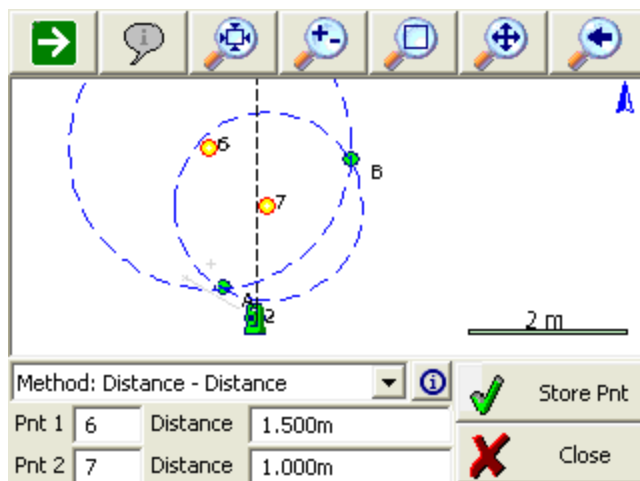 6
B
7
A
2
2 m
Method: Distance - Distance
Store Pnt
Pnt 1 6 Distance 1.500m
Pnt 2 7 Distance 1.000m
Close